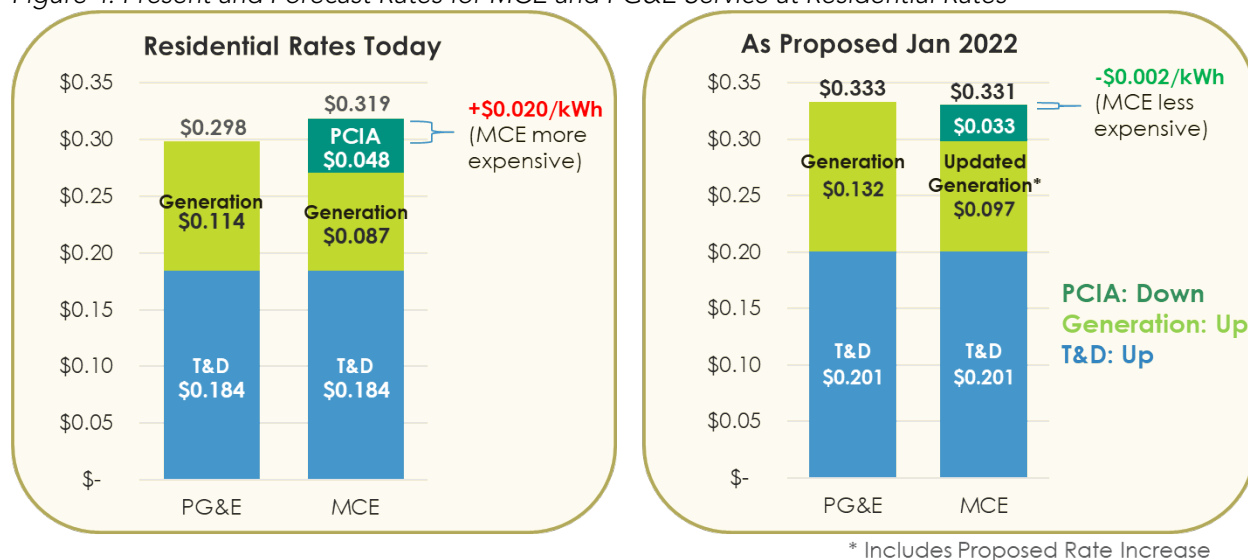 Figure 4: Present and Forecast Rates for MCE and PG&E Service at Residential Rates
Residential Rates Today
$0.35
$0.30
$0.25
$0.20
$0.15
$0.10
$0.05
$-
$0.298
Generation
$0.114
T&D
$0.184
PG&E
$0.319
PCIA
$0.048
Generation
$0.087
T&D
$0.184
MCE
+$0.020/kWh
(MCE more
expensive)
As Proposed Jan 2022
$0.35
$0.30
$0.25
$0.20
$0.15
$0.10
$0.05
$-
$0.333
Generation
$0.132
T&D
$0.201
PG&E
$0.331
$0.033
Updated
Generation*
$0.097
T&D
$0.201
MCE
-$0.002/kWh
(MCE less
expensive)
PCIA: Down
Generation: Up
T&D: Up
* Includes Proposed Rate Increase